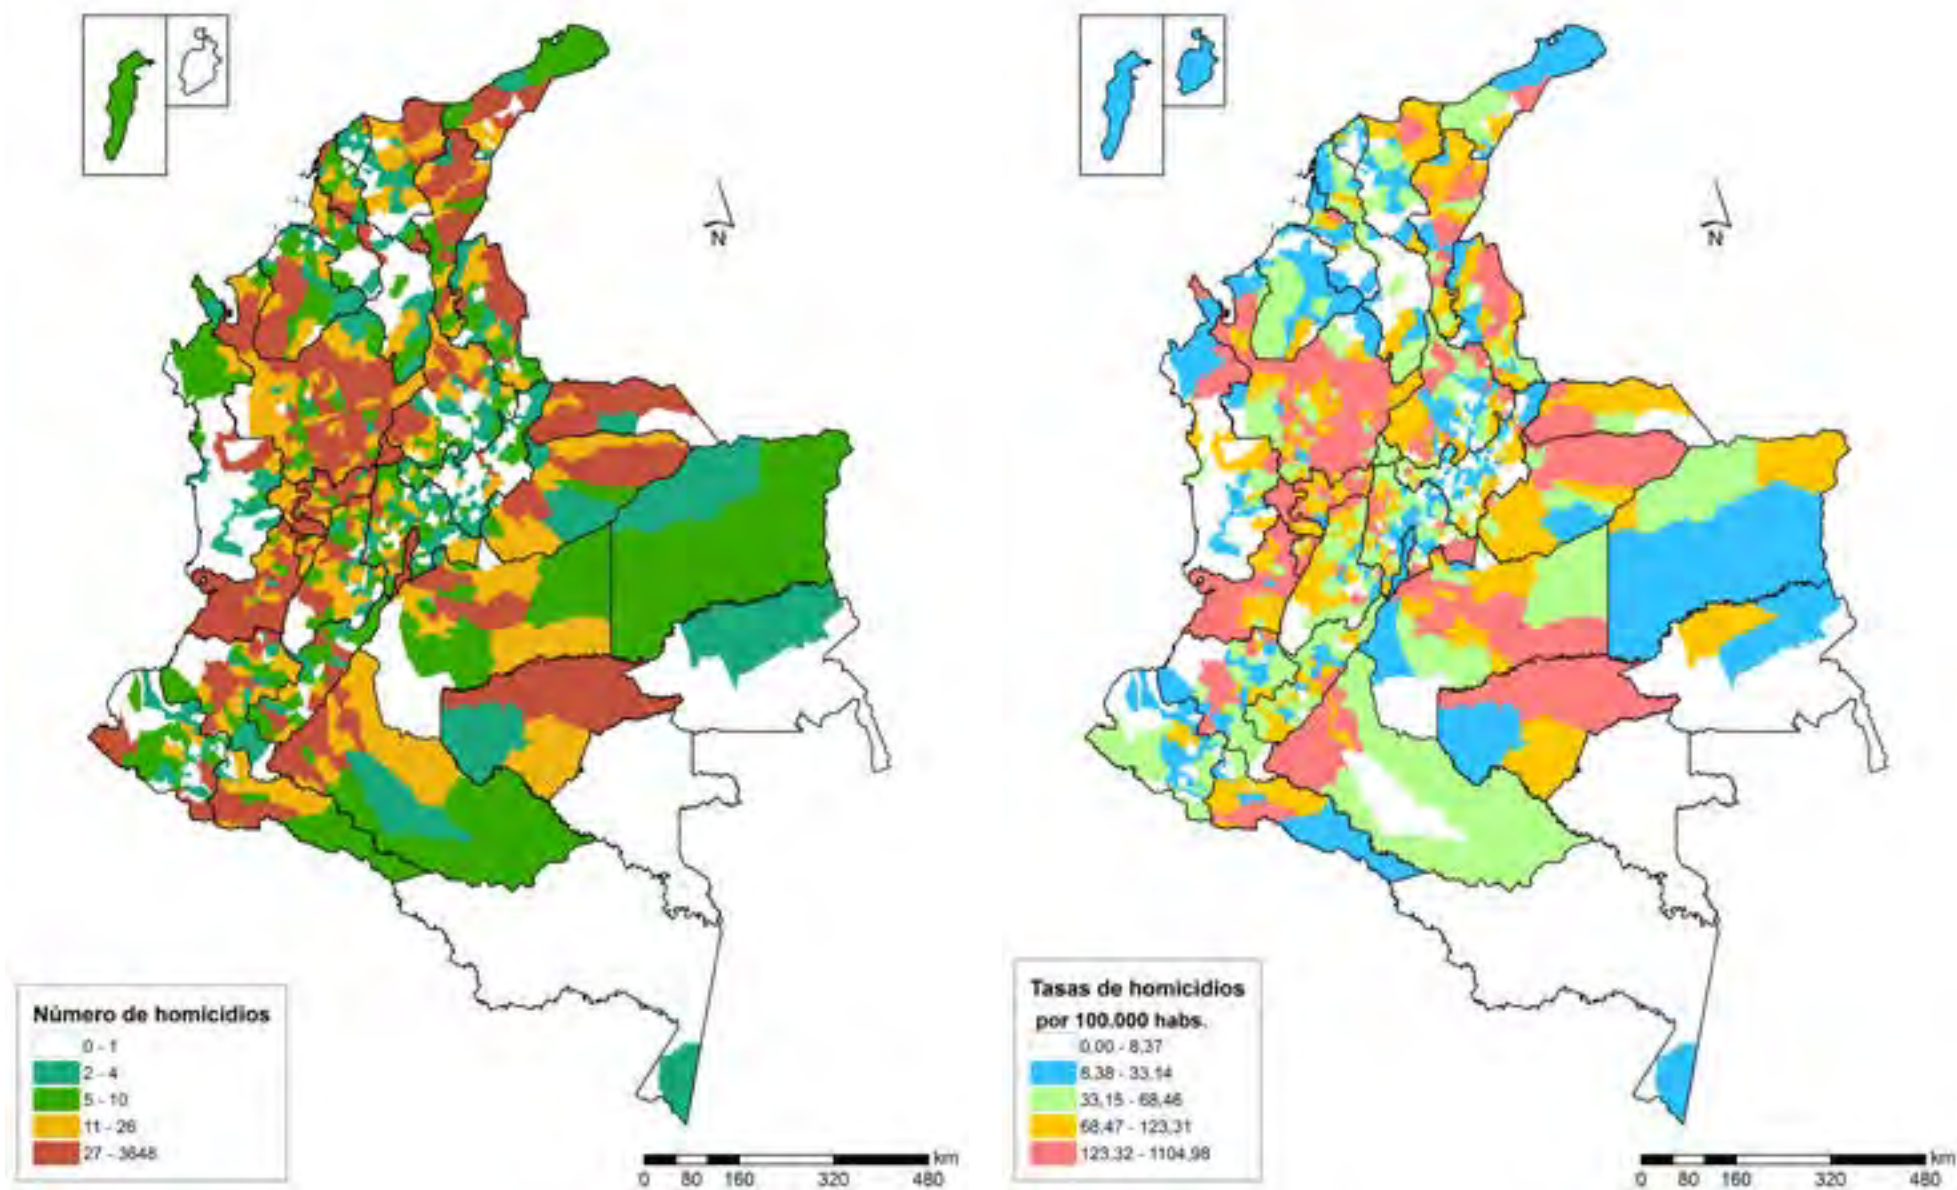 N
N
Número de homicidios
0 - 1
2 - 4
5 - 10
11 - 26
27 - 3648
km
0 80 160 320 480
Tasas de homicidios
por 100.000 habs.
0,00 - 8,37
8,38 - 33,14
33,15 - 68,46
68,47 - 123,31
123,32 - 1104,98
km
0 80 160 320 480